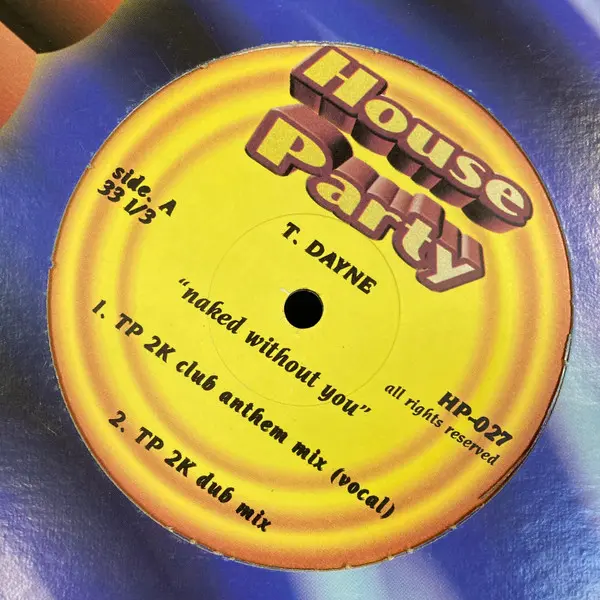 House
Party
side. A
33 1/3
T. DAYNE
"naked without you"
1. TP 2K club anthem mix (vocal)
2. TP 2K dub mix
HP-027
all rights reserved